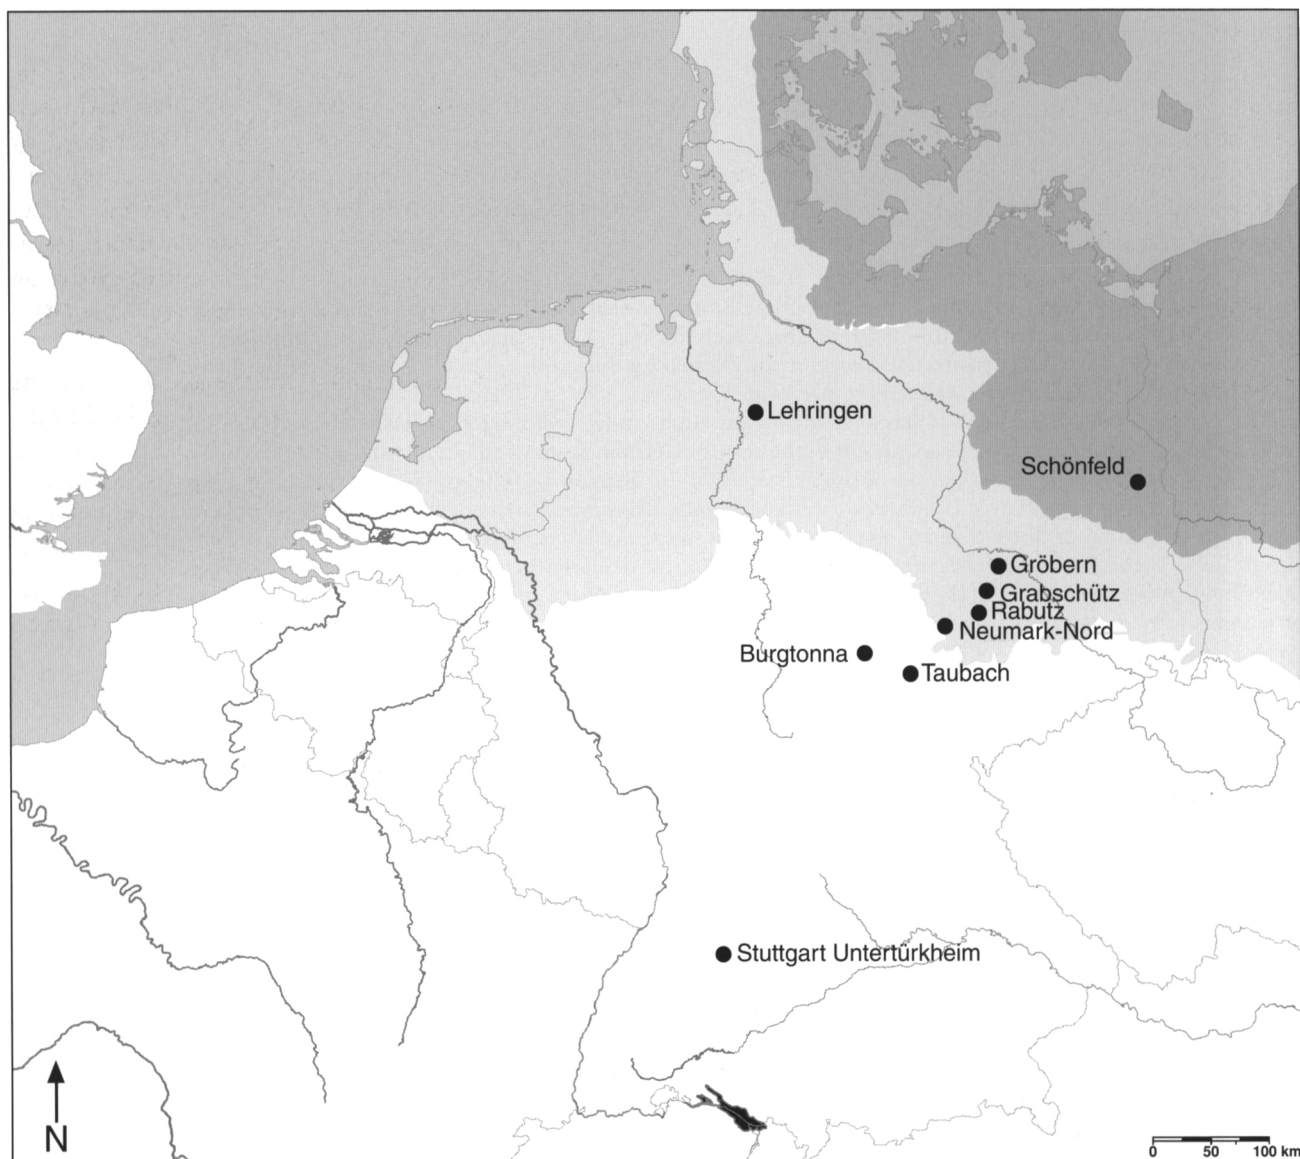 Lehringen
Schönfeld
Gröbern
Grabschütz
Rabutz
Neumark-Nord
Burgtonna
Taubach
Stuttgart Untertürkheim
N
0 50 100 km